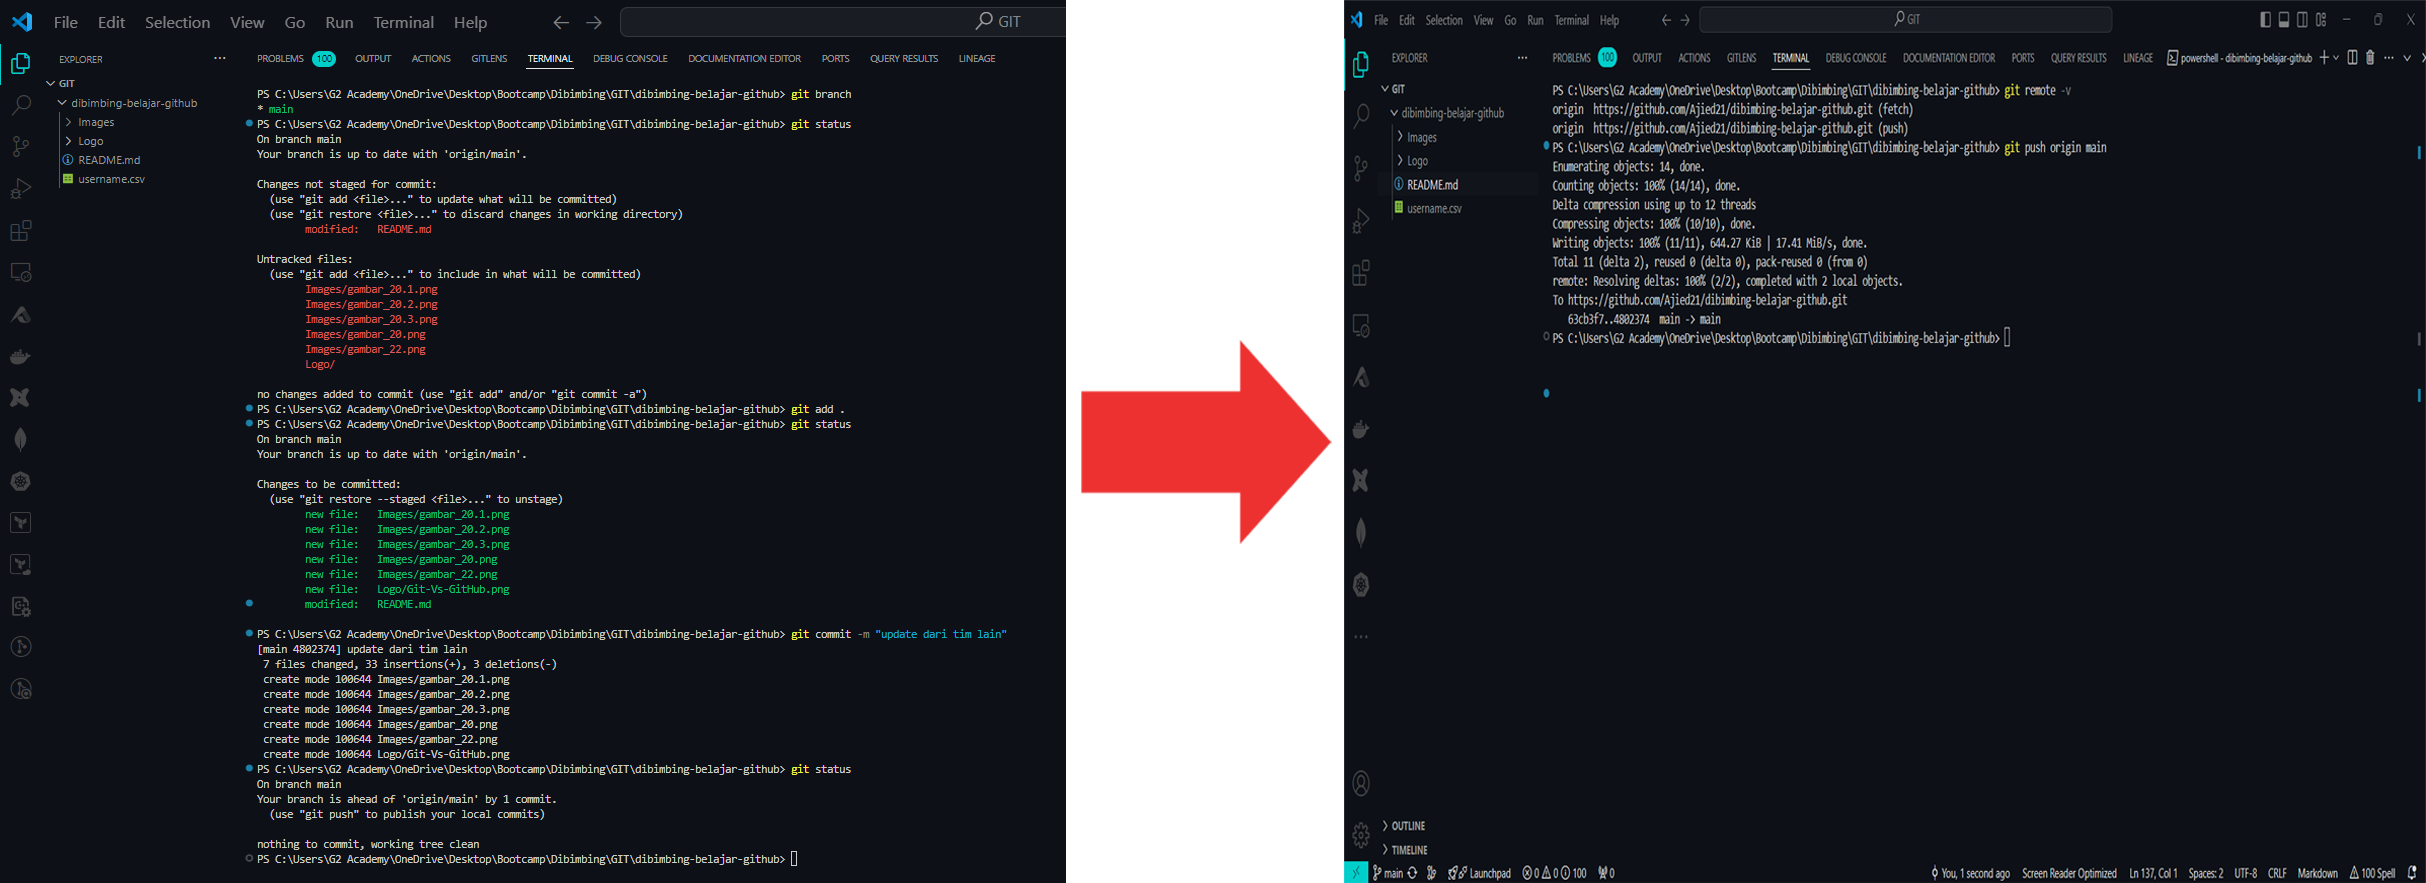 File Edit Selection View Go Run Terminal Help GIT
EXPLORER
GIT
dibimbing-belajar-github
Images
Logo
README.md
username.csv
PROBLEMS 100 OUTPUT ACTIONS GITLENS TERMINAL DEBUG CONSOLE DOCUMENTATION EDITOR PORTS QUERY RESULTS LINEAGE
PS C:\Users\G2 Academy\OneDrive\Desktop\Bootcamp\Dibimbing\GIT\dibimbing-belajar-github> git branch
* main
PS C:\Users\G2 Academy\OneDrive\Desktop\Bootcamp\Dibimbing\GIT\dibimbing-belajar-github> git status
On branch main
Your branch is up to date with 'origin/main'.
Changes not staged for commit:
(use "git add <file>..." to update what will be committed)
(use "git restore <file>..." to discard changes in working directory)
modified: README.md
Untracked files:
(use "git add <file>..." to include in what will be committed)
Images/gambar_20.1.png
Images/gambar_20.2.png
Images/gambar_20.3.png
Images/gambar_20.png
Images/gambar_22.png
Logo/
no changes added to commit (use "git add" and/or "git commit -a")
PS C:\Users\G2 Academy\OneDrive\Desktop\Bootcamp\Dibimbing\GIT\dibimbing-belajar-github> git add .
PS C:\Users\G2 Academy\OneDrive\Desktop\Bootcamp\Dibimbing\GIT\dibimbing-belajar-github> git status
On branch main
Your branch is up to date with 'origin/main'.
Changes to be committed:
(use "git restore --staged <file>..." to unstage)
new file: Images/gambar_20.1.png
new file: Images/gambar_20.2.png
new file: Images/gambar_20.3.png
new file: Images/gambar_20.png
new file: Images/gambar_22.png
new file: Logo/Git-Vs-GitHub.png
modified: README.md
PS C:\Users\G2 Academy\OneDrive\Desktop\Bootcamp\Dibimbing\GIT\dibimbing-belajar-github> git commit -m "update dari tim lain"
[main 4802374] update dari tim lain
7 files changed, 33 insertions(+), 3 deletions(-)
create mode 100644 Images/gambar_20.1.png
create mode 100644 Images/gambar_20.2.png
create mode 100644 Images/gambar_20.3.png
create mode 100644 Images/gambar_20.png
create mode 100644 Images/gambar_22.png
create mode 100644 Logo/Git-Vs-GitHub.png
PS C:\Users\G2 Academy\OneDrive\Desktop\Bootcamp\Dibimbing\GIT\dibimbing-belajar-github> git status
On branch main
Your branch is ahead of 'origin/main' by 1 commit.
(use "git push" to publish your local commits)
nothing to commit, working tree clean
PS C:\Users\G2 Academy\OneDrive\Desktop\Bootcamp\Dibimbing\GIT\dibimbing-belajar-github>
File Edit Selection View Go Run Terminal Help GIT
EXPLORER
GIT
dibimbing-belajar-github
Images
Logo
README.md
username.csv
OUTLINE
TIMELINE
PROBLEMS 100 OUTPUT ACTIONS GITLENS TERMINAL DEBUG CONSOLE DOCUMENTATION EDITOR PORTS QUERY RESULTS LINEAGE powershell - dibimbing-belajar-github
PS C:\Users\G2 Academy\OneDrive\Desktop\Bootcamp\Dibimbing\GIT\dibimbing-belajar-github> git remote -v
origin https://github.com/Ajied21/dibimbing-belajar-github.git (fetch)
origin https://github.com/Ajied21/dibimbing-belajar-github.git (push)
PS C:\Users\G2 Academy\OneDrive\Desktop\Bootcamp\Dibimbing\GIT\dibimbing-belajar-github> git push origin main
Enumerating objects: 14, done.
Counting objects: 100% (14/14), done.
Delta compression using up to 12 threads
Compressing objects: 100% (10/10), done.
Writing objects: 100% (11/11), 644.27 KiB | 17.41 MiB/s, done.
Total 11 (delta 2), reused 0 (delta 0), pack-reused 0 (from 0)
remote: Resolving deltas: 100% (2/2), completed with 2 local objects.
To https://github.com/Ajied21/dibimbing-belajar-github.git
63cb3f7..4802374 main -> main
PS C:\Users\G2 Academy\OneDrive\Desktop\Bootcamp\Dibimbing\GIT\dibimbing-belajar-github>
main Launchpad 0 0 100 0 You, 1 second ago Screen Reader Optimized Ln 137, Col 1 Spaces: 2 UTF-8 CRLF Markdown 100 Spell